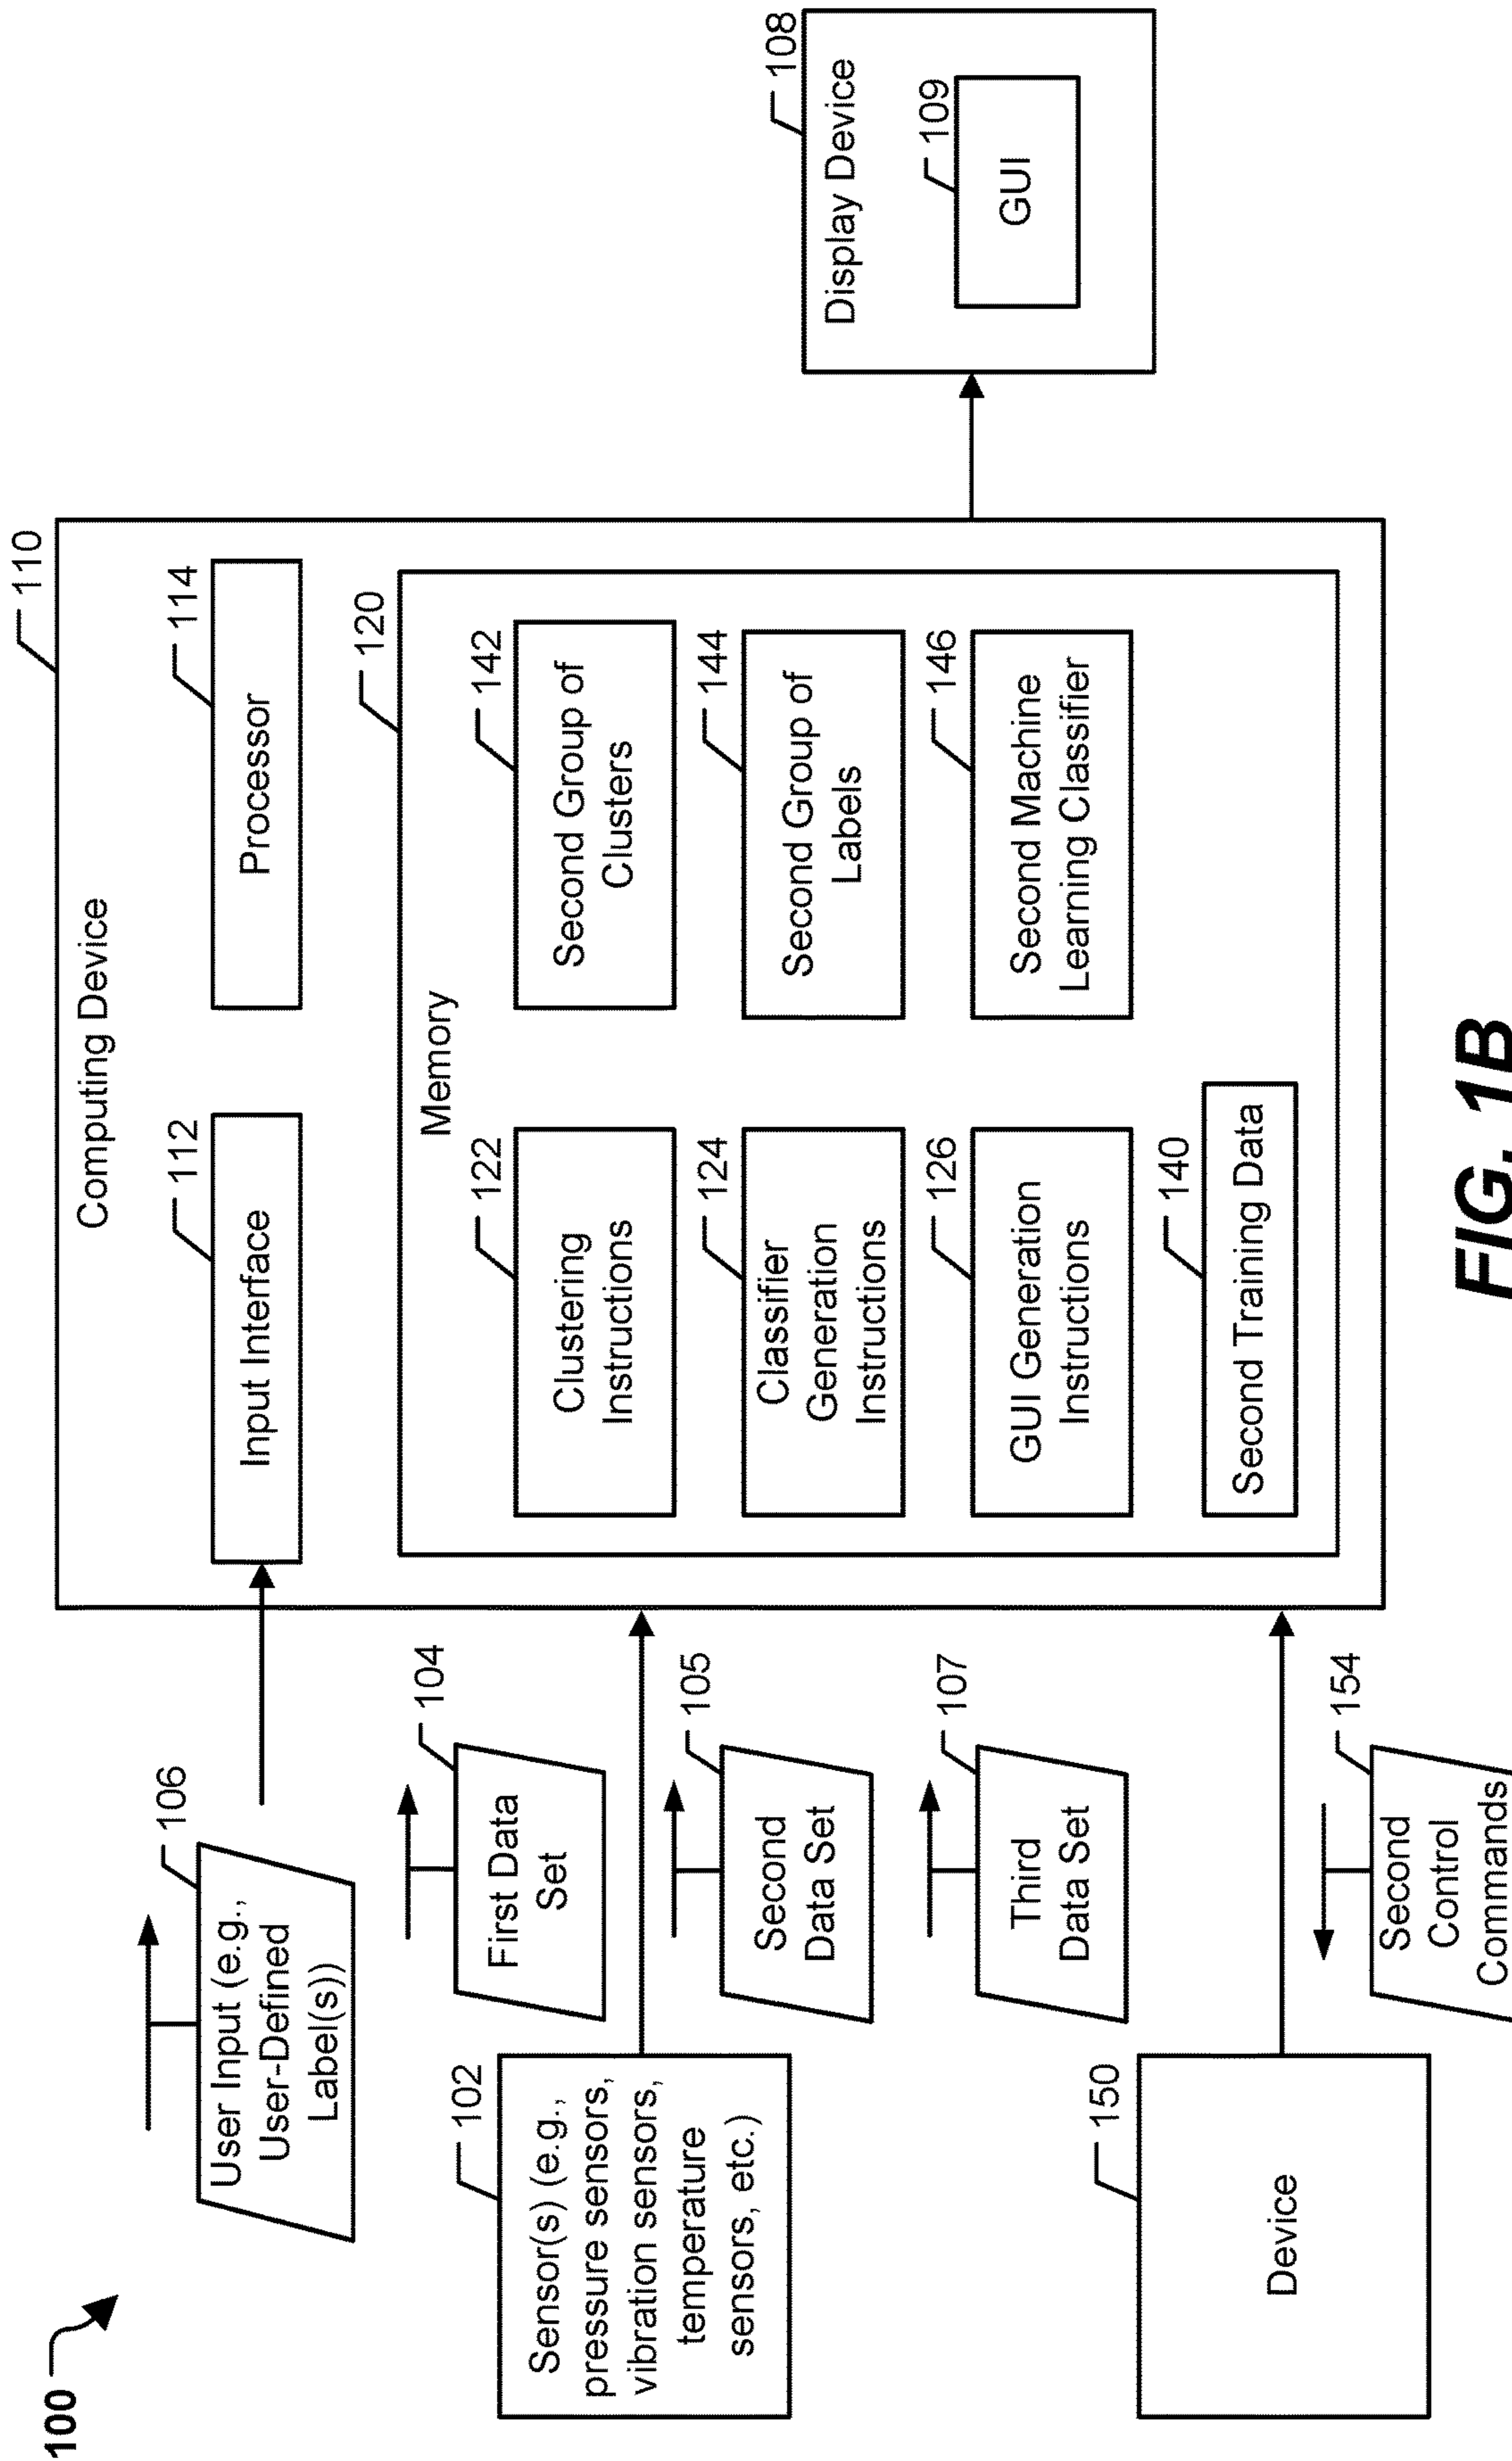 100
106
User Input (e.g.,
User-Defined
Label(s))
102
Sensor(s) (e.g.,
pressure sensors,
vibration sensors,
temperature
sensors, etc.)
104
First Data
Set
105
Second
Data Set
107
Third
Data Set
150
Device
154
Second
Control
Commands
110
Computing Device
112
Input Interface
114
Processor
120
Memory
122
Clustering
Instructions
142
Second Group of
Clusters
124
Classifier
Generation
Instructions
144
Second Group of
Labels
126
GUI Generation
Instructions
146
Second Machine
Learning Classifier
140
Second Training Data
108
Display Device
109
GUI
FIG. 1B